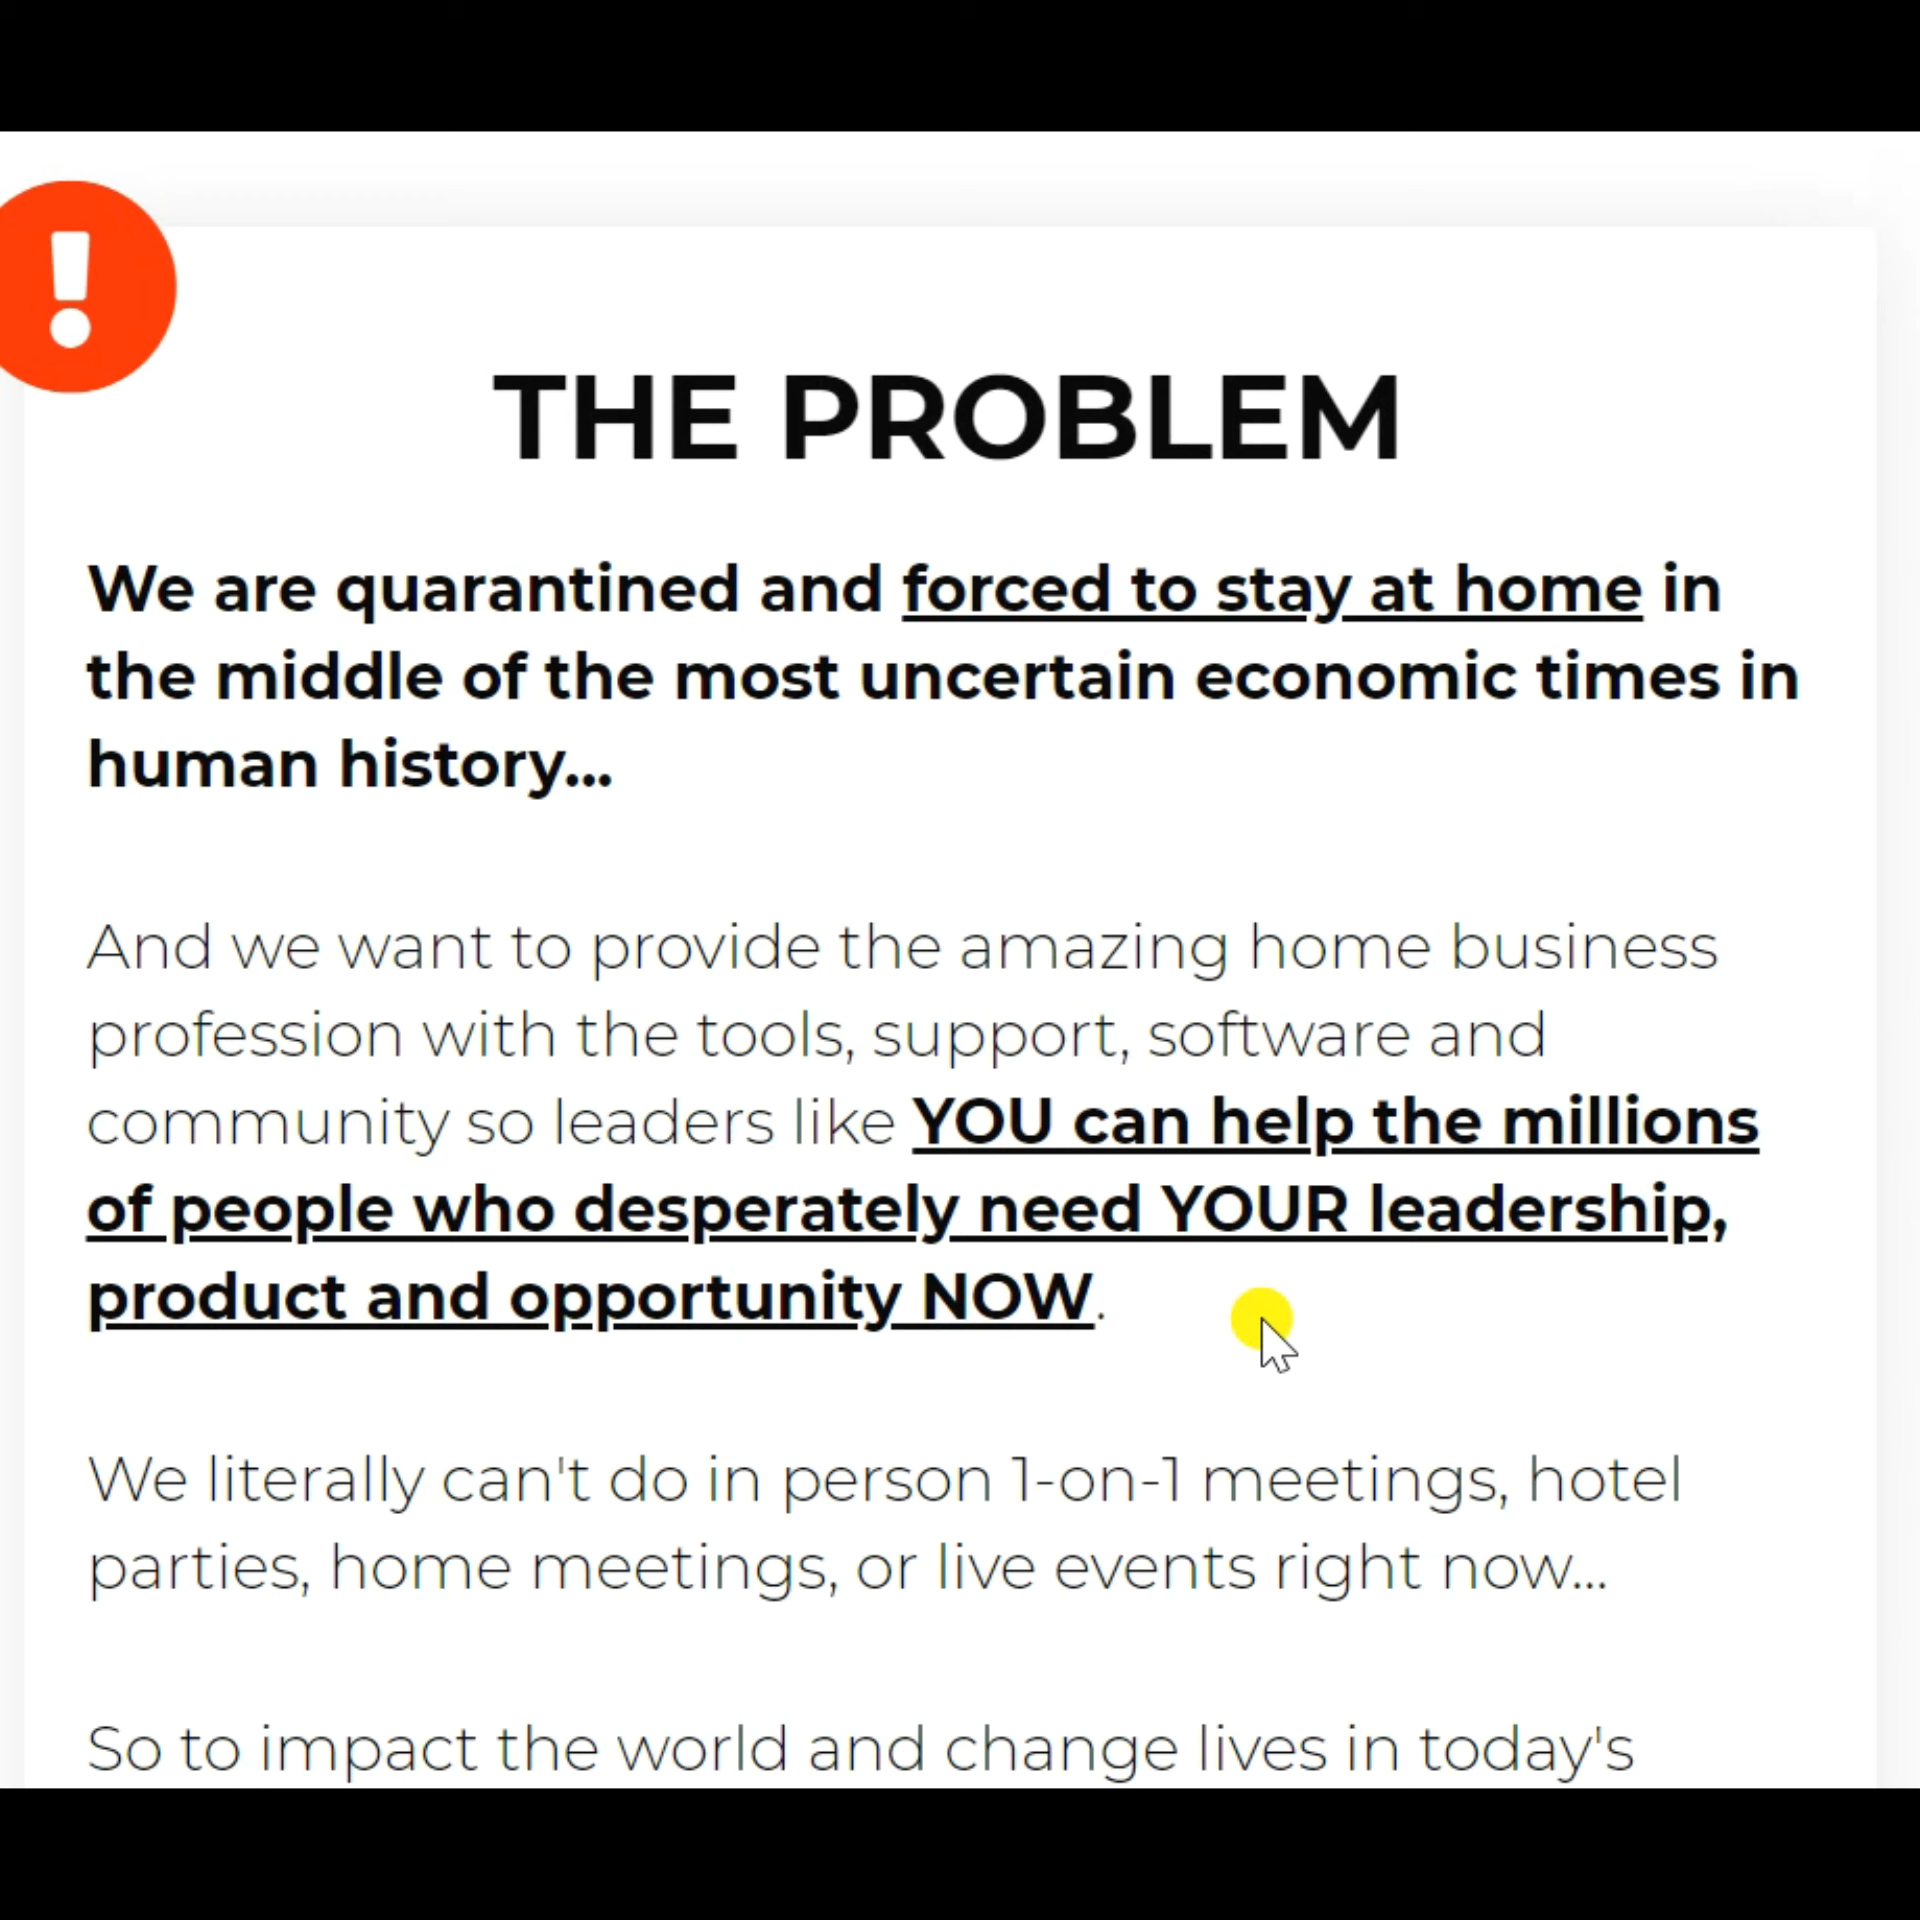 THE PROBLEM
We are quarantined and forced to stay at home in
the middle of the most uncertain economic times in
human history...
And we want to provide the amazing home business
profession with the tools, support, software and
community so leaders like YOU can help the millions
of people who desperately need YOUR leadership,
product and opportunity NOW.
We literally can't do in person 1-on-1 meetings, hotel
parties, home meetings, or live events right now...
So to impact the world and change lives in today's